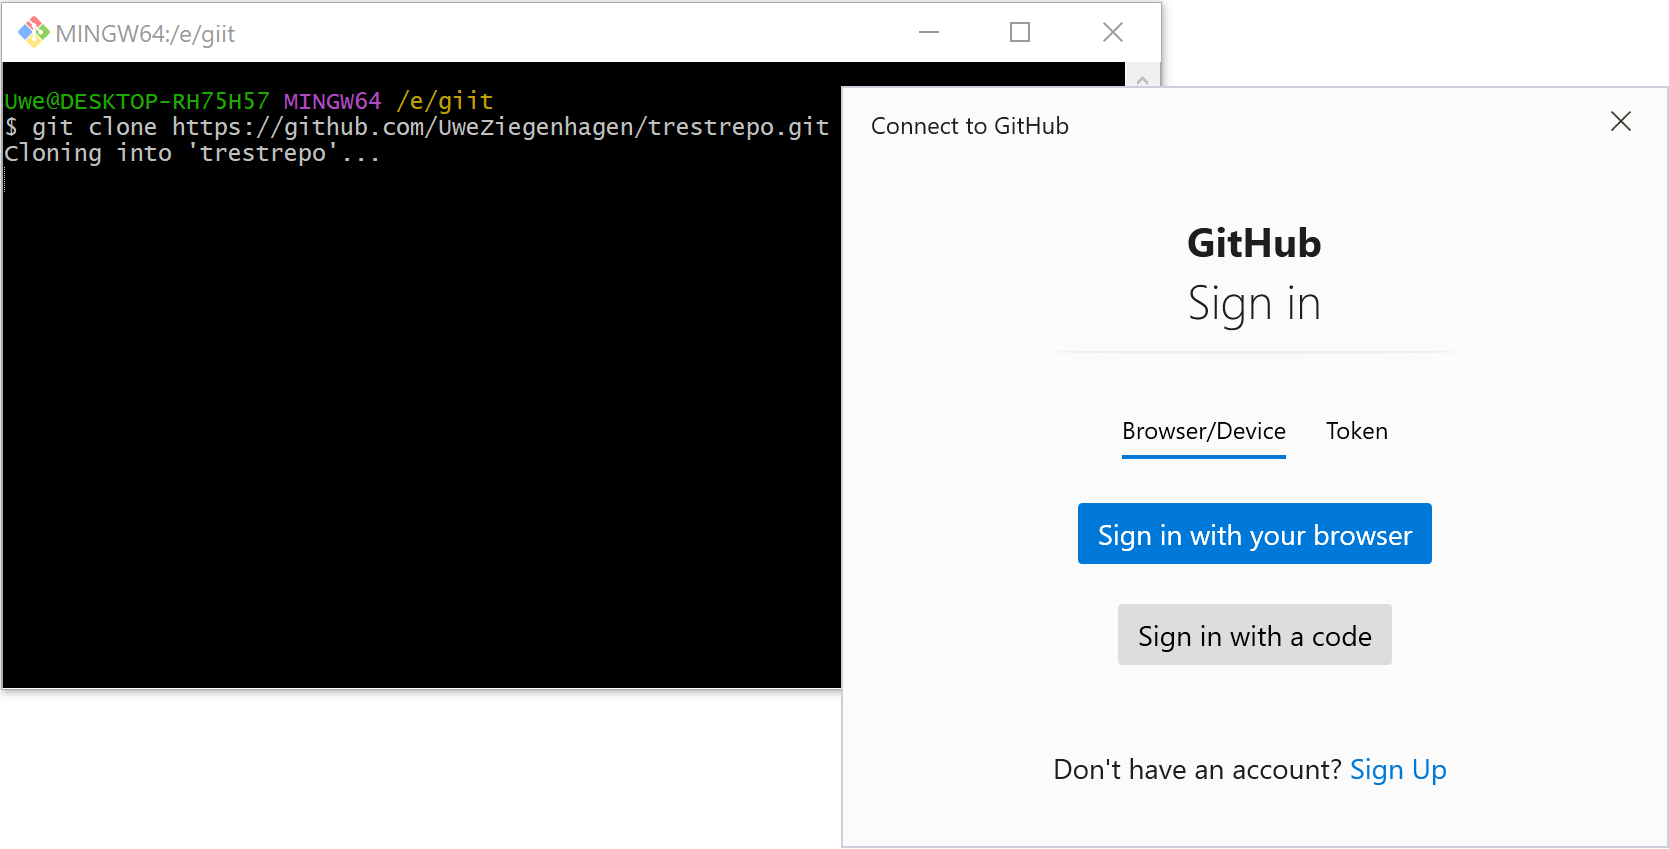 MINGW64:/e/giit
Uwe@DESKTOP-RH75H57 MINGW64 /e/giit
$ git clone https://github.com/UweZiegenhagen/trestrepo.git
Cloning into 'trestrepo'...
Connect to GitHub
GitHub
Sign in
Browser/Device Token
Sign in with your browser
Sign in with a code
Don't have an account? Sign Up